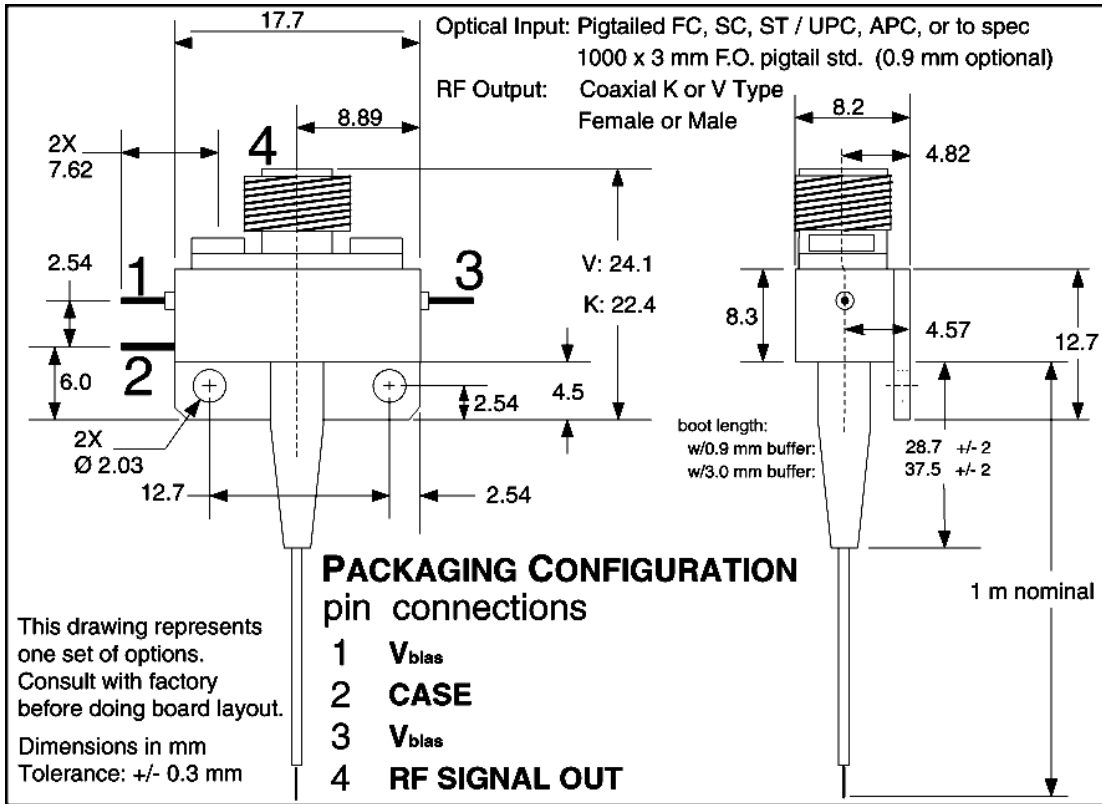 17.7
Optical Input: Pigtailed FC, SC, ST / UPC, APC, or to spec
1000 x 3 mm F.O. pigtail std. (0.9 mm optional)
RF Output: Coaxial K or V Type
Female or Male
8.89
8.2
2X
7.62
4
4.82
2.54
1
3
V: 24.1
K: 22.4
8.3
4.57
12.7
2
6.0
4.5
2.54
2X
Ø 2.03
boot length:
w/0.9 mm buffer: 28.7 +/- 2
w/3.0 mm buffer: 37.5 +/- 2
12.7
2.54
PACKAGING CONFIGURATION
pin connections
1 m nominal
This drawing represents
one set of options.
Consult with factory
before doing board layout.
Dimensions in mm
Tolerance: +/- 0.3 mm
1 Vbias
2 CASE
3 Vbias
4 RF SIGNAL OUT